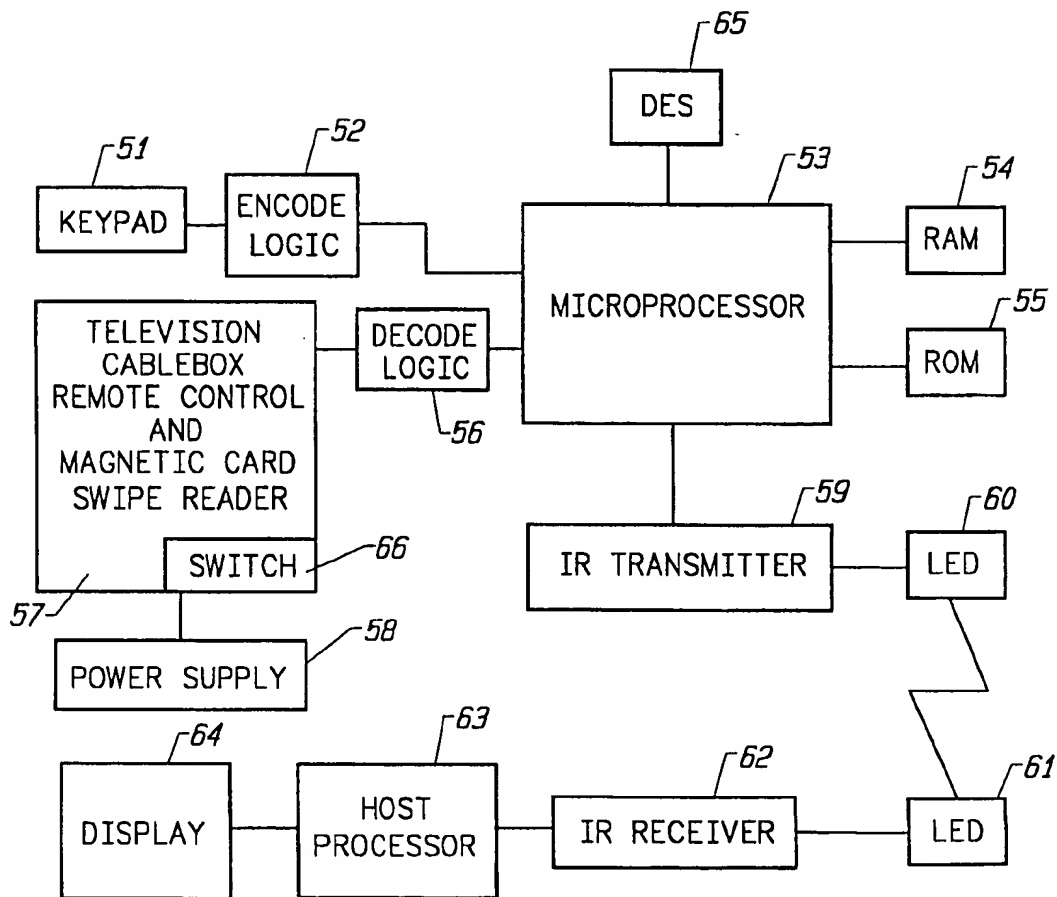 65
DES
51
52
53
54
KEYPAD
ENCODE
LOGIC
RAM
MICROPROCESSOR
55
ROM
TELEVISION
CABLEBOX
REMOTE CONTROL
AND
MAGNETIC CARD
SWIPE READER
DECODE
LOGIC
56
SWITCH
66
57
58
POWER SUPPLY
59
IR TRANSMITTER
60
LED
64
DISPLAY
63
HOST
PROCESSOR
62
IR RECEIVER
61
LED